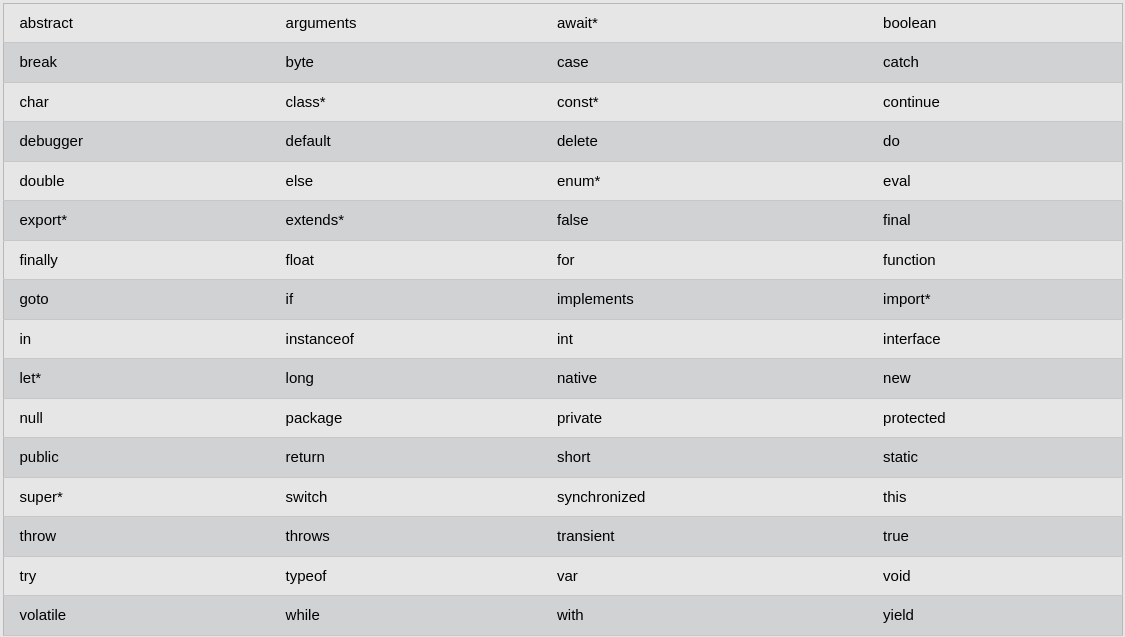 abstract arguments await* boolean
break byte case catch
char class* const* continue
debugger default delete do
double else enum* eval
export* extends* false final
finally float for function
goto if implements import*
in instanceof int interface
let* long native new
null package private protected
public return short static
super* switch synchronized this
throw throws transient true
try typeof var void
volatile while with yield